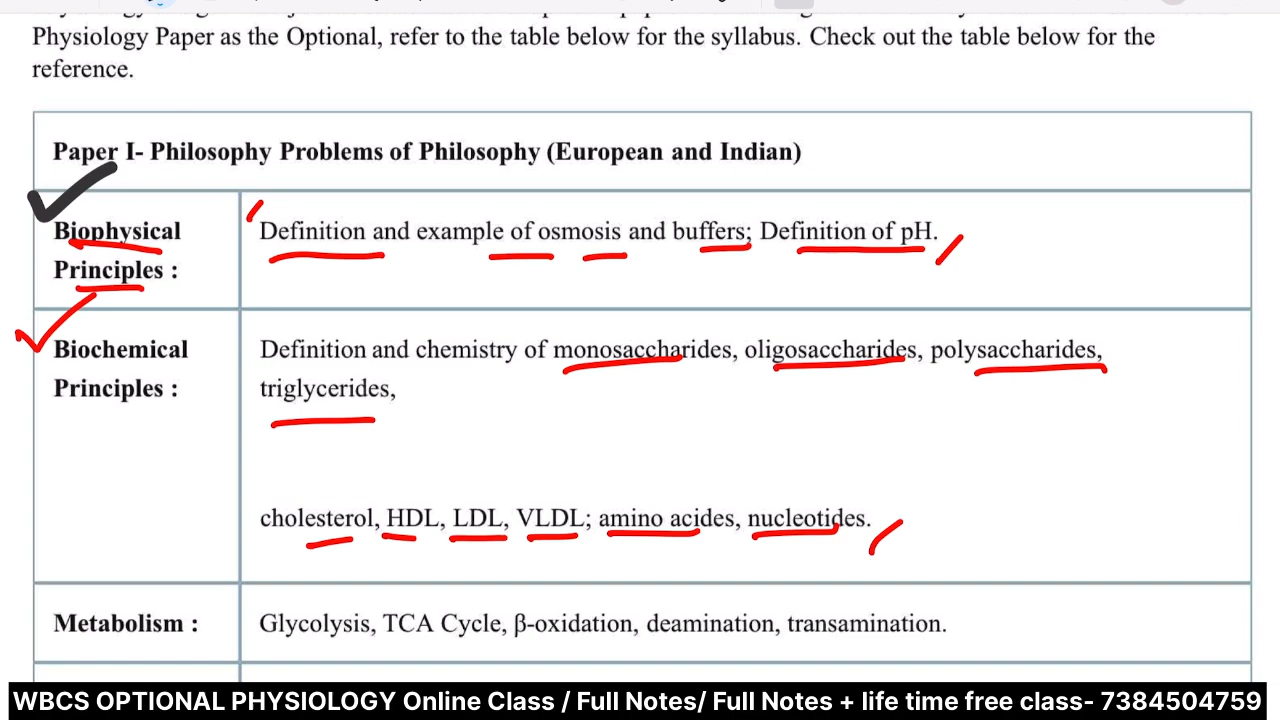 Physiology Paper as the Optional, refer to the table below for the syllabus. Check out the table below for the
reference.
Paper I- Philosophy Problems of Philosophy (European and Indian)
Biophysical
Principles :
Definition and example of osmosis and buffers; Definition of pH.
Biochemical
Principles :
Definition and chemistry of monosaccharides, oligosaccharides, polysaccharides,
triglycerides,
cholesterol, HDL, LDL, VLDL; amino acides, nucleotides.
Metabolism :
Glycolysis, TCA Cycle, β-oxidation, deamination, transamination.
WBCS OPTIONAL PHYSIOLOGY Online Class / Full Notes/ Full Notes + life time free class- 7384504759